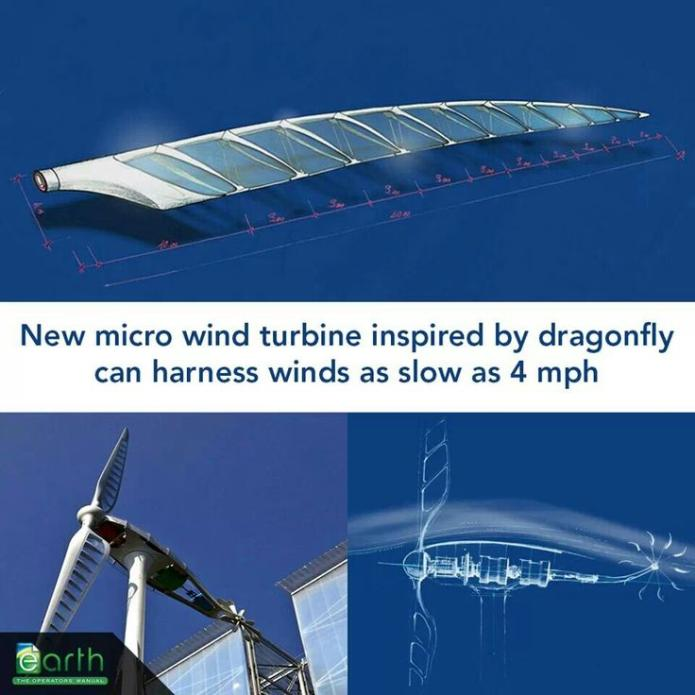 New micro wind turbine inspired by dragonfly
can harness winds as slow as 4 mph
earth
THE OPERATORS' MANUAL